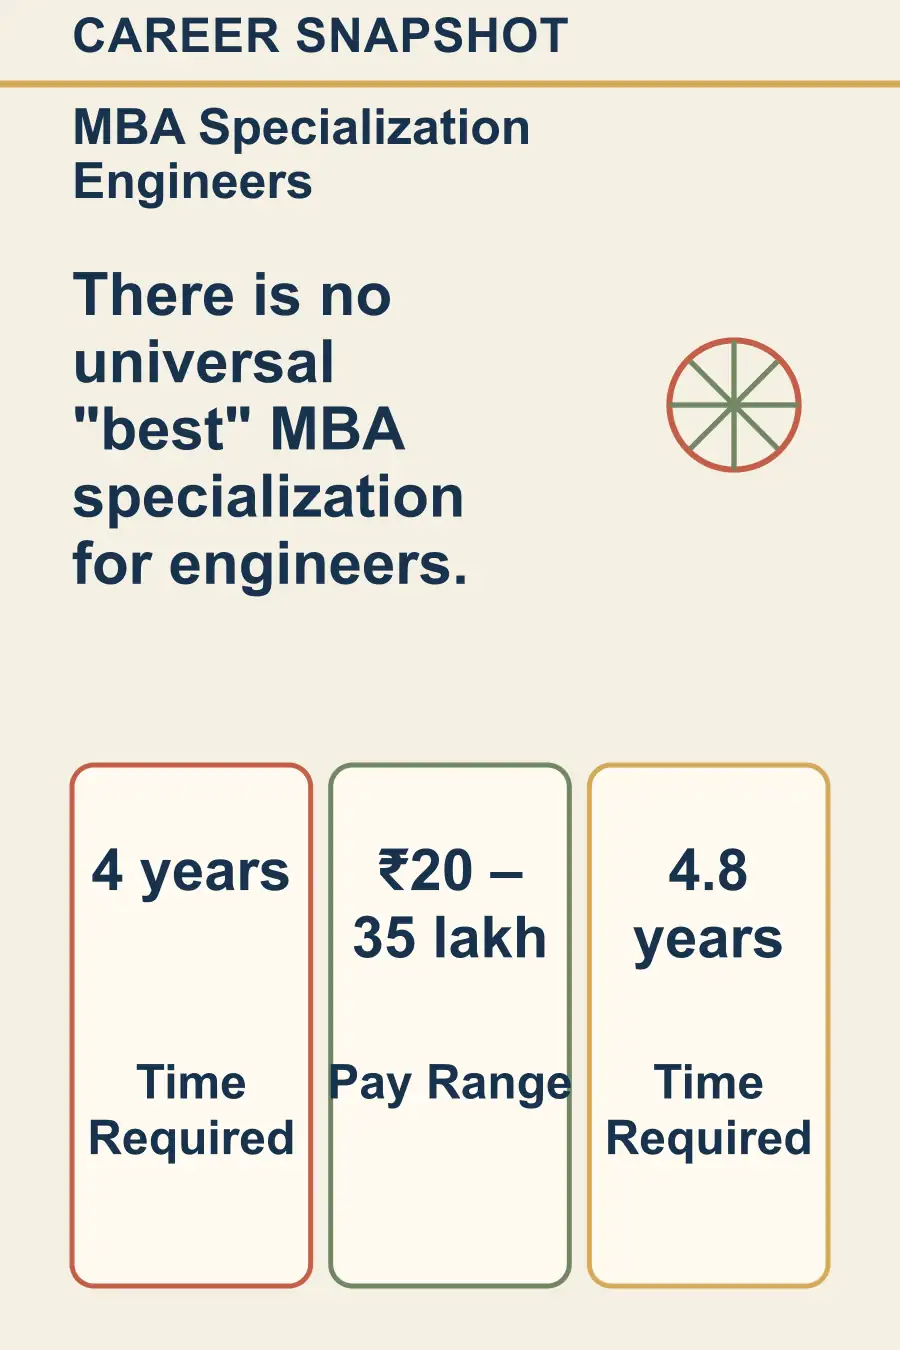 CAREER SNAPSHOT
MBA Specialization
Engineers
There is no
universal
"best" MBA
specialization
for engineers.
4 years
Time
Required
₹20 –
35 lakh
Pay Range
4.8
years
Time
Required